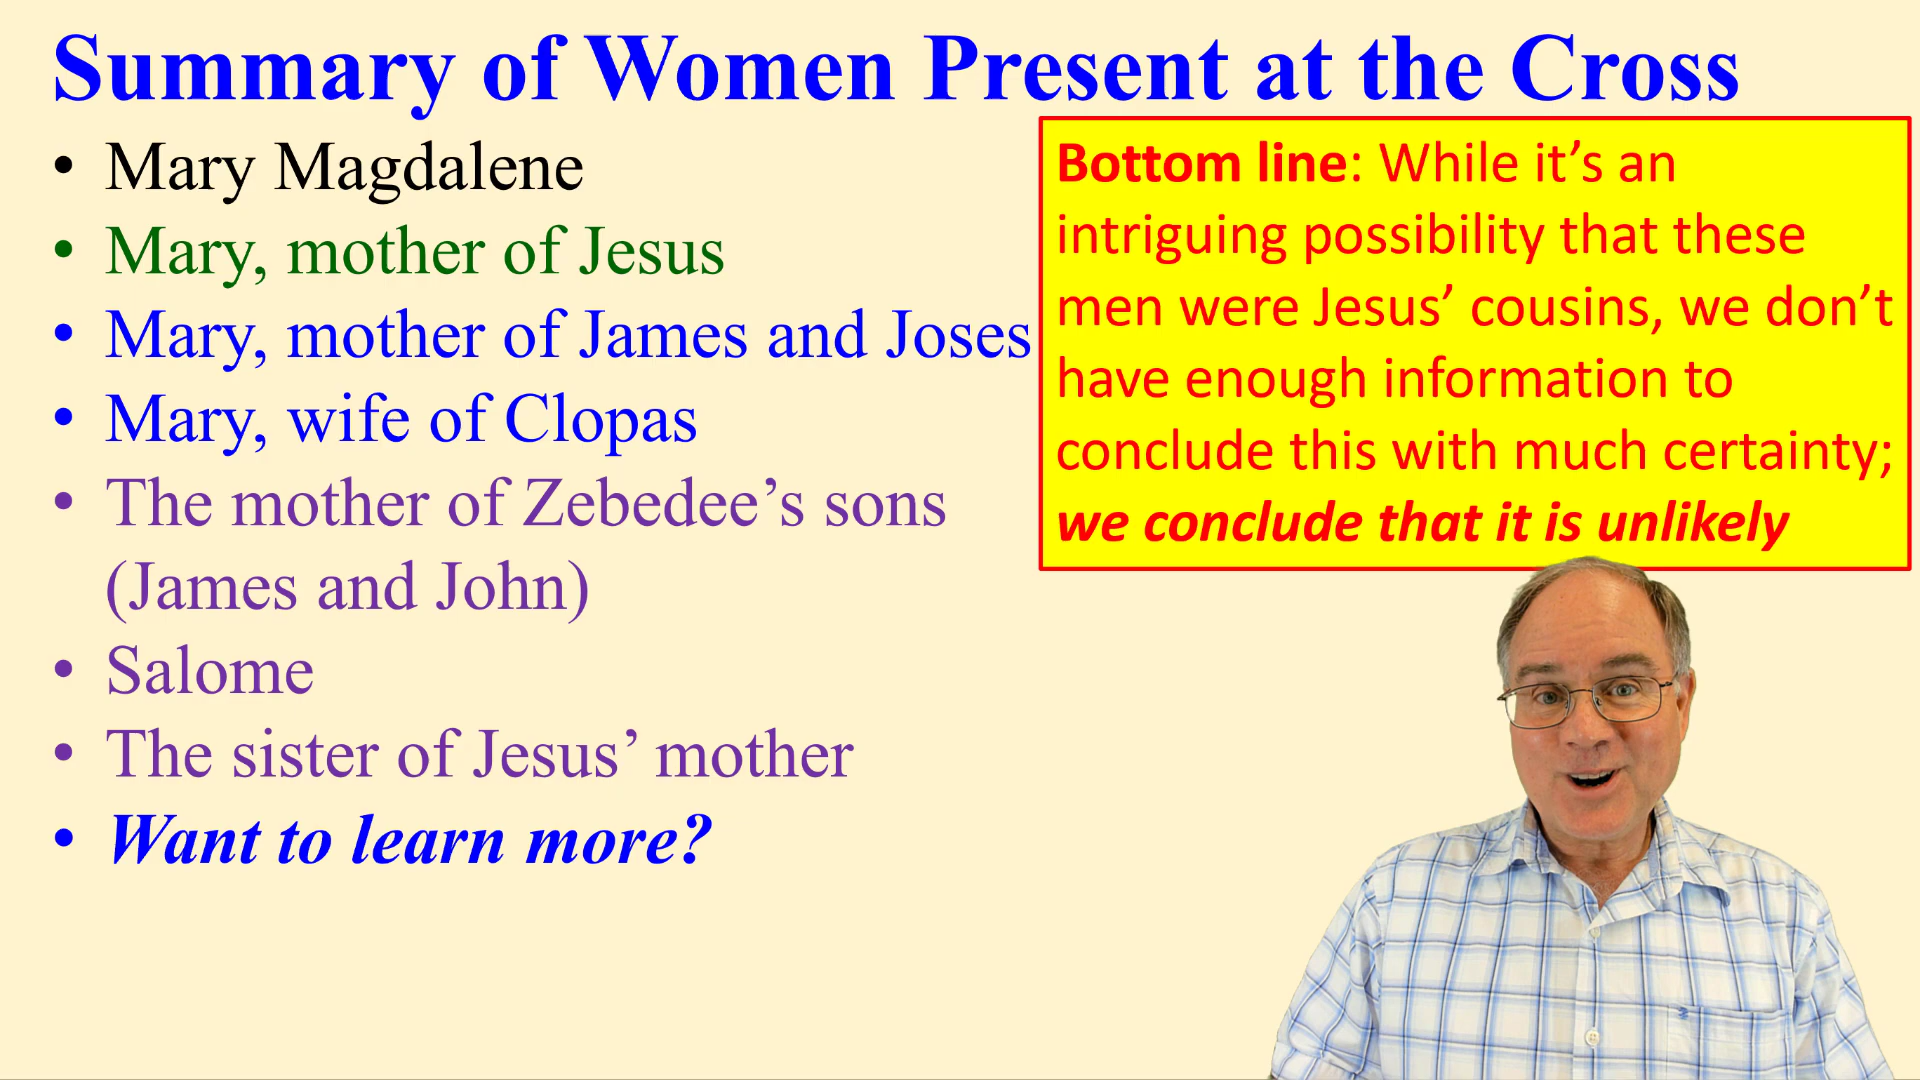 Summary of Women Present at the Cross
• Mary Magdalene
• Mary, mother of Jesus
• Mary, mother of James and Joses
• Mary, wife of Clopas
• The mother of Zebedee’s sons
(James and John)
• Salome
• The sister of Jesus’ mother
• Want to learn more?
Bottom line: While it’s an
intriguing possibility that these
men were Jesus’ cousins, we don’t
have enough information to
conclude this with much certainty;
we conclude that it is unlikely